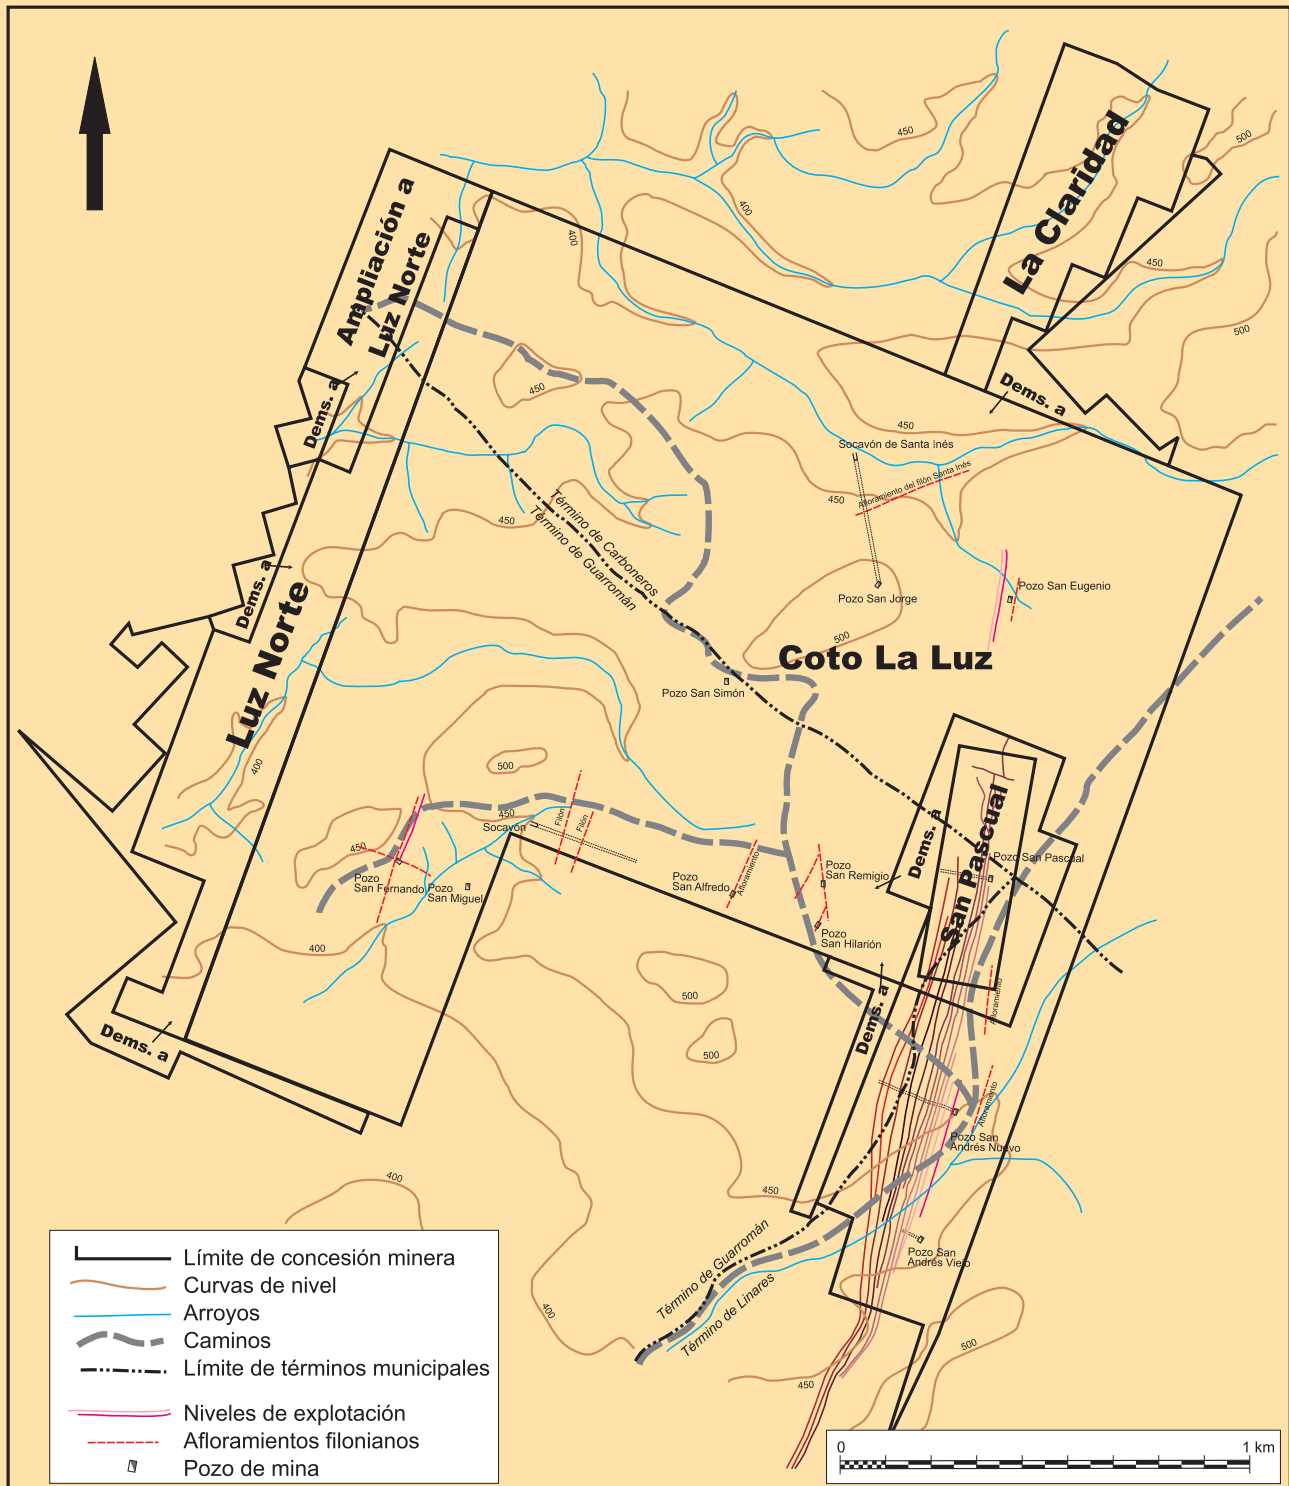 450
500
La Claridad
400
400
450
500
Ampliación a
Luz Norte
450
Dems. a
Dems. a
450
Socavón de Santa Inés
Afloramiento del filón Santa Inés
450
450
Término de Carboneros
Término de Guarromán
Dems. a
Luz Norte
Pozo San Eugenio
Pozo San Jorge
500
Coto La Luz
Pozo San Simón
400
500
450
Socavón
Filón
Filón
450
Pozo
San Fernando
Pozo
San Miguel
Pozo
San Alfredo
Afloramiento
Pozo
San Remigio
Pozo
San Hilarión
Dems. a
San Pascual
Pozo San Pascual
400
500
500
Dems. a
Afloramiento
Dems. a
Afloramiento
Pozo San
Andrés Nuevo
400
450
Término de Guarromán
Término de Linares
Pozo San
Andrés Viejo
400
450
500
Límite de concesión minera
Curvas de nivel
Arroyos
Caminos
Límite de términos municipales
Niveles de explotación
Afloramientos filonianos
Pozo de mina
0 1 km